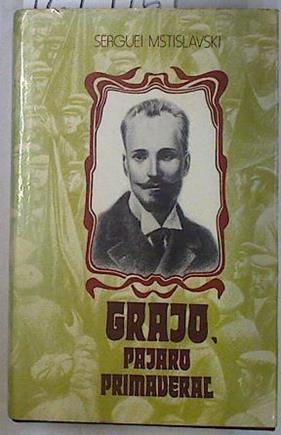 SERGUEI MSTISLAVSKI
GRAJO,
PAJARO
PRIMAVERAL